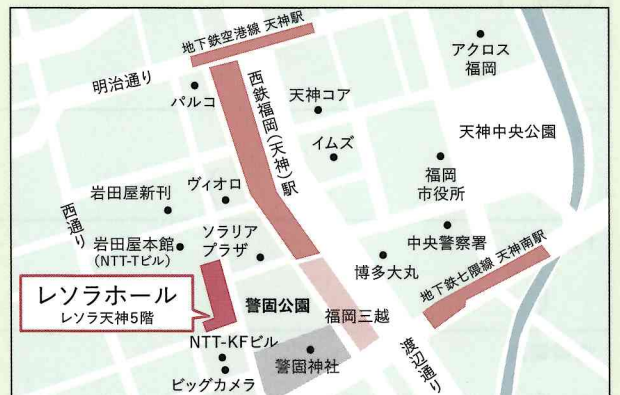 地下鉄空港線 天神駅
アクロス
福岡
明治通り
パルコ
西鉄福岡(天神)駅
天神コア
天神中央公園
イムズ
福岡
市役所
岩田屋新刊
ヴィオロ
西通り
岩田屋本館
(NTT-Tビル)
ソラリア
プラザ
中央警察署
博多大丸
地下鉄七隈線 天神南駅
レソラホール
レソラ天神5階
警固公園
福岡三越
NTT-KFビル
警固神社
渡辺通り
ビッグカメラ